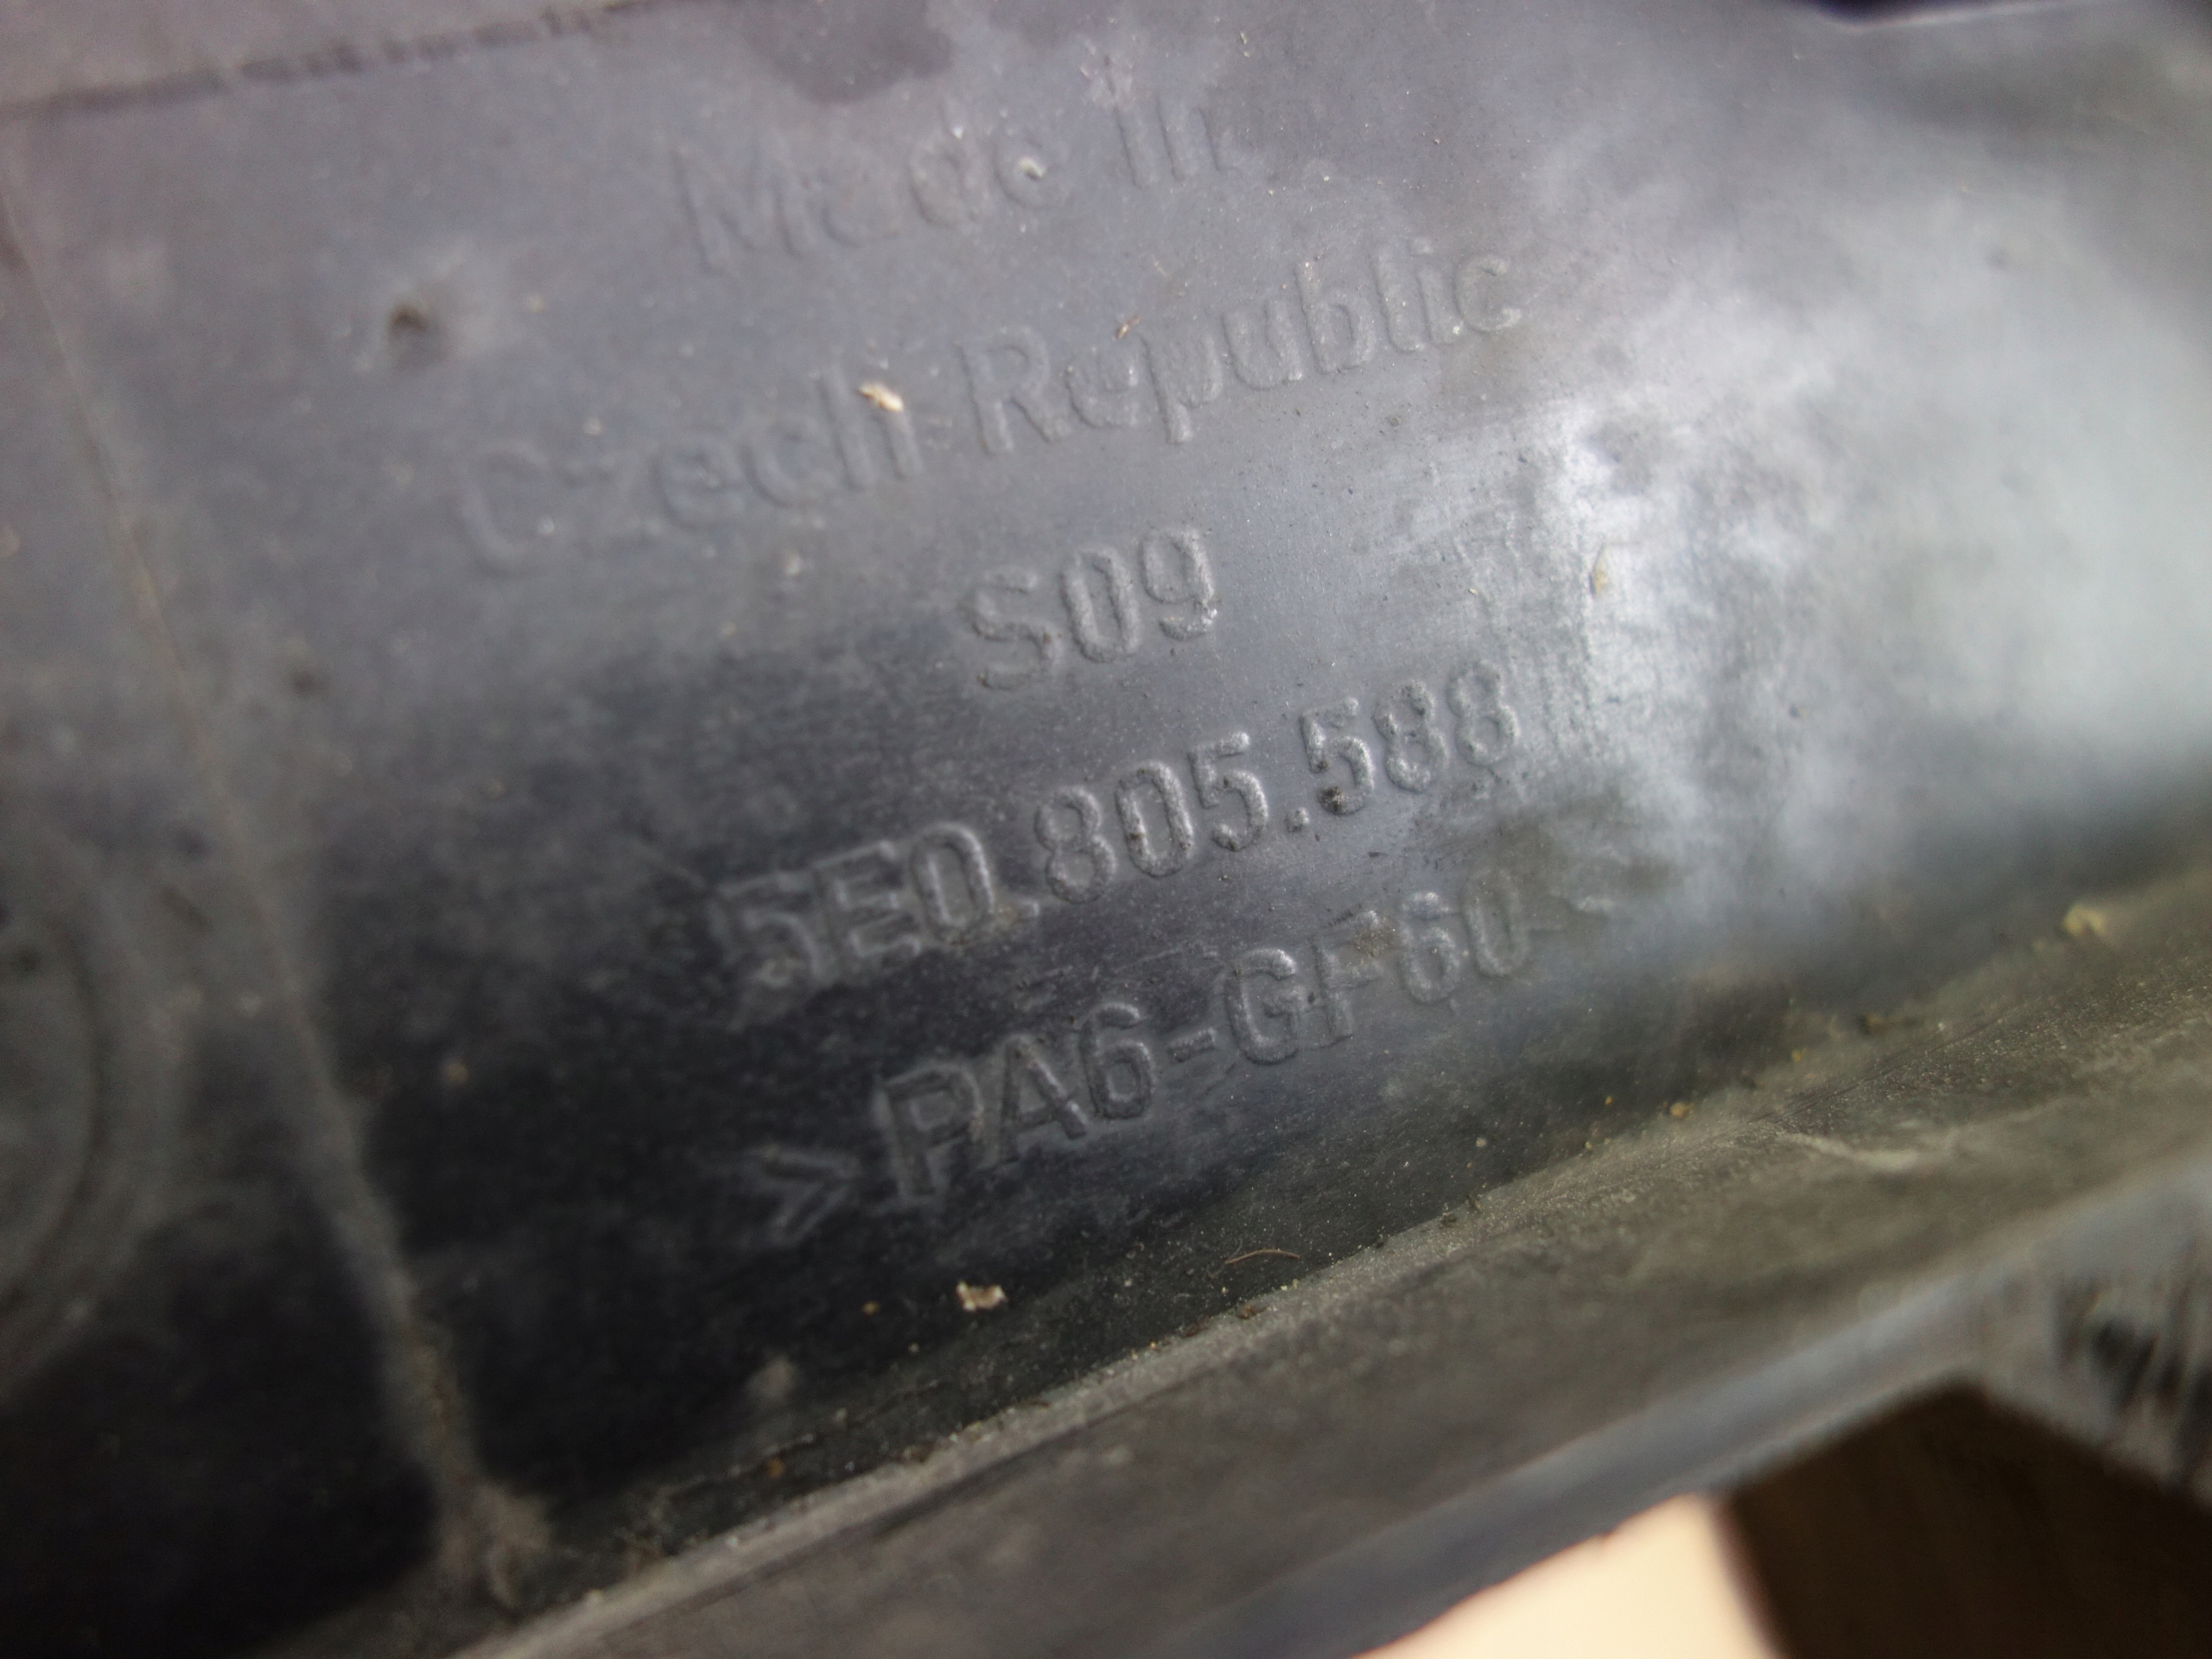 Made in
Czech Republic
S09
5E0.805.588
>PA6-GF60<